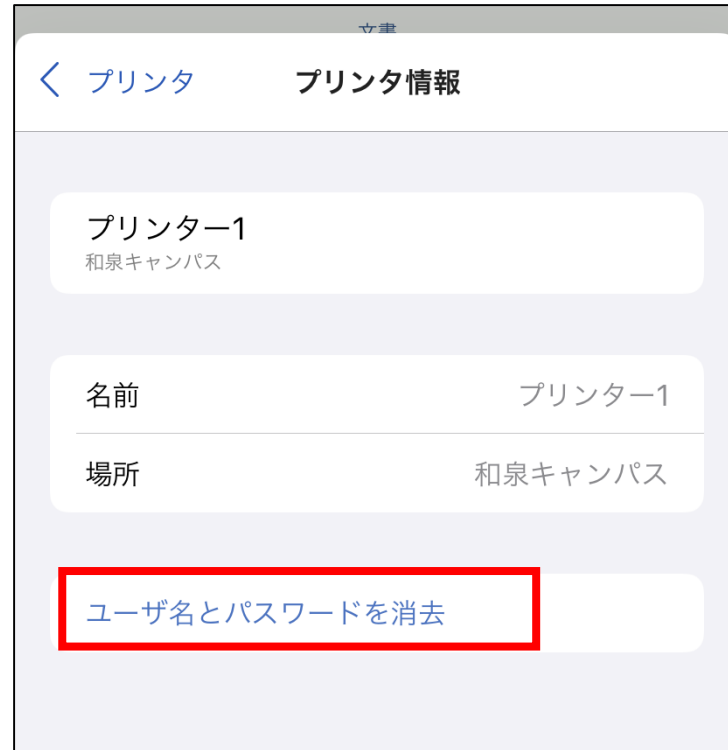 文書
プリンタ
プリンタ情報
プリンター1
和泉キャンパス
名前
プリンター1
場所
和泉キャンパス
ユーザ名とパスワードを消去